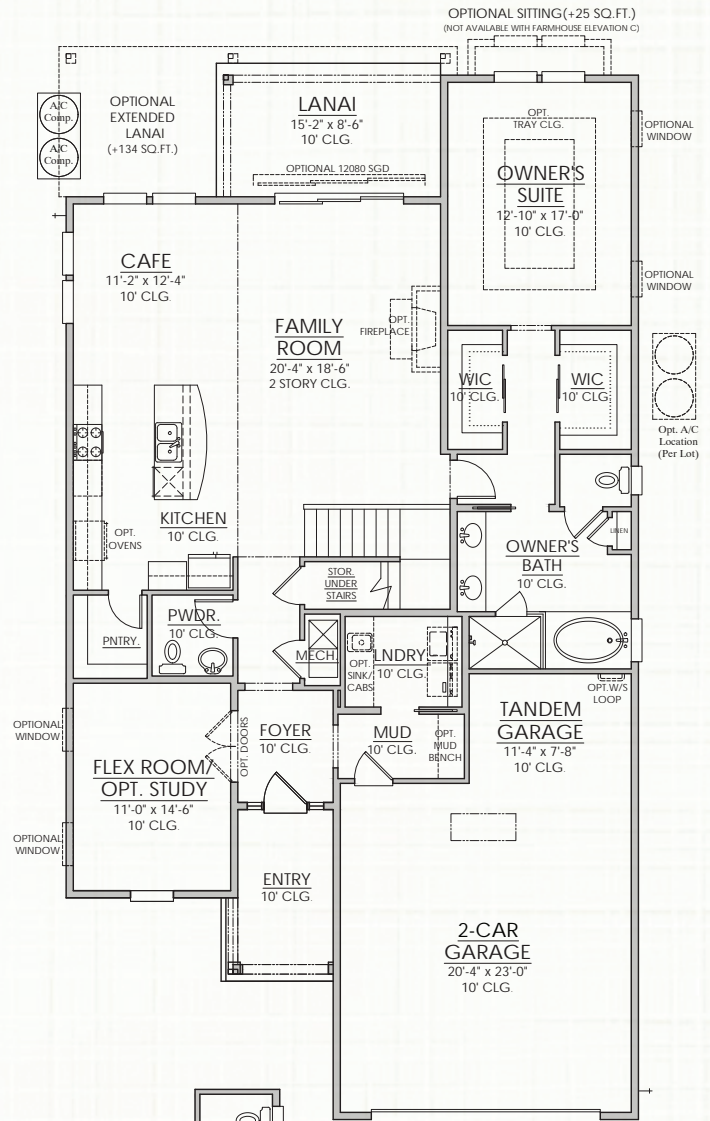 OPTIONAL SITTING(+25 SQ.FT.)
(NOT AVAILABLE WITH FARMHOUSE ELEVATION C)
A/C
Comp.
A/C
Comp.
OPTIONAL
EXTENDED
LANAI
(+134 SQ.FT.)
LANAI
15'-2" x 8'-6"
10' CLG.
OPTIONAL 12080 SGD
OPT.
TRAY CLG.
OWNER'S
SUITE
12'-10" x 17'-0"
10' CLG.
OPTIONAL
WINDOW
OPTIONAL
WINDOW
CAFE
11'-2" x 12'-4"
10' CLG.
FAMILY
ROOM
20'-4" x 18'-6"
2 STORY CLG.
OPT.
FIREPLACE
WIC
10' CLG.
WIC
10' CLG.
Opt. A/C
Location
(Per Lot)
KITCHEN
10' CLG.
OPT.
OVENS
LINEN
OWNER'S
BATH
10' CLG.
STOR.
UNDER
STAIRS
PNTRY.
PWDR.
10' CLG.
MECH.
OPT.
SINK/
CABS
LNDRY
10' CLG.
OPT.W/S
LOOP
OPTIONAL
WINDOW
FLEX ROOM/
OPT. STUDY
11'-0" x 14'-6"
10' CLG.
OPT. DOORS
FOYER
10' CLG.
MUD
10' CLG.
OPT.
MUD
BENCH
TANDEM
GARAGE
11'-4" x 7'-8"
10' CLG.
OPTIONAL
WINDOW
ENTRY
10' CLG.
2-CAR
GARAGE
20'-4" x 23'-0"
10' CLG.